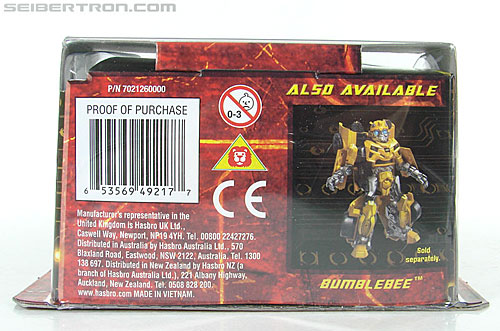 SEIBERTRON.COM
P/N 7021260000
PROOF OF PURCHASE
6 53569 49217 7
0-3
CE
Manufacturer's representative in the
United Kingdom is Hasbro UK Ltd.,
Caswell Way, Newport, NP19 4YH. Tel. 00800 22427276.
Distributed in Australia by Hasbro Australia Ltd., 570
Blaxland Road, Eastwood, NSW-2122, Australia. Tel. 1300
138 697. Distributed in New Zealand by Hasbro NZ (a
branch of Hasbro Australia Ltd.), 221 Albany Highway,
Auckland, New Zealand. Tel. 0508 828 200.
www.hasbro.com MADE IN VIETNAM.
ALSO AVAILABLE
Sold
separately.
BUMBLEBEE™